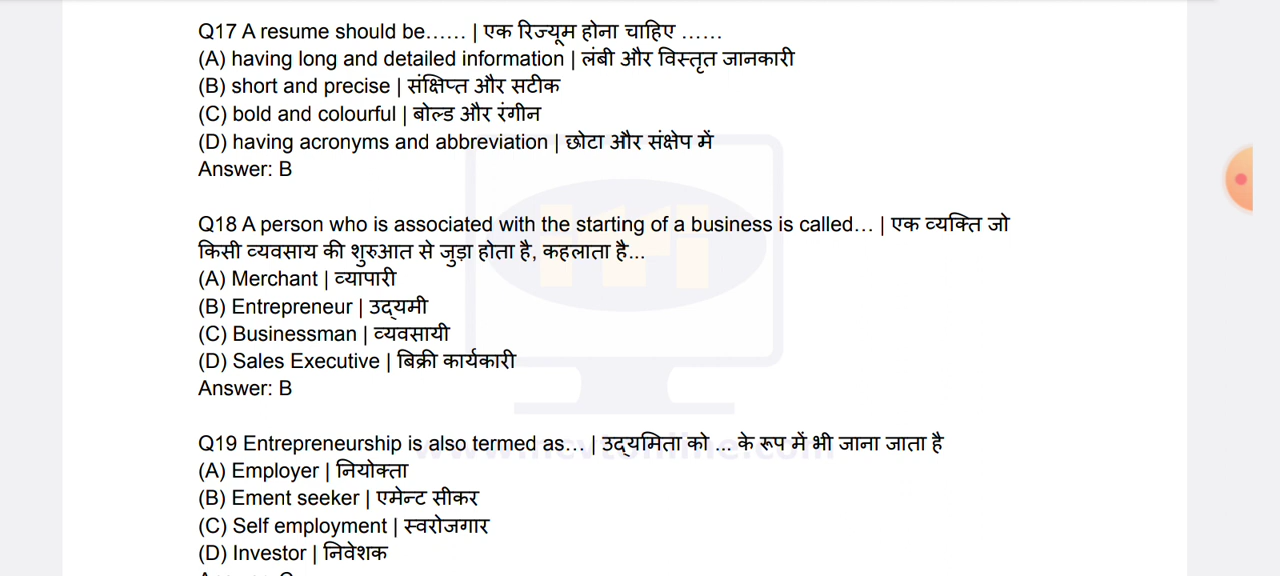 Q17 A resume should be...... | एक रिज्यूम होना चाहिए ......
(A) having long and detailed information | लंबी और विस्तृत जानकारी
(B) short and precise | संक्षिप्त और सटीक
(C) bold and colourful | बोल्ड और रंगीन
(D) having acronyms and abbreviation | छोटा और संक्षेप में
Answer: B
Q18 A person who is associated with the starting of a business is called... | एक व्यक्ति जो
किसी व्यवसाय की शुरुआत से जुड़ा होता है, कहलाता है...
(A) Merchant | व्यापारी
(B) Entrepreneur | उद्यमी
(C) Businessman | व्यवसायी
(D) Sales Executive | बिक्री कार्यकारी
Answer: B
Q19 Entrepreneurship is also termed as... | उद्यमिता को ... के रूप में भी जाना जाता है
(A) Employer | नियोक्ता
(B) Ement seeker | एमेन्ट सीकर
(C) Self employment | स्वरोजगार
(D) Investor | निवेशक